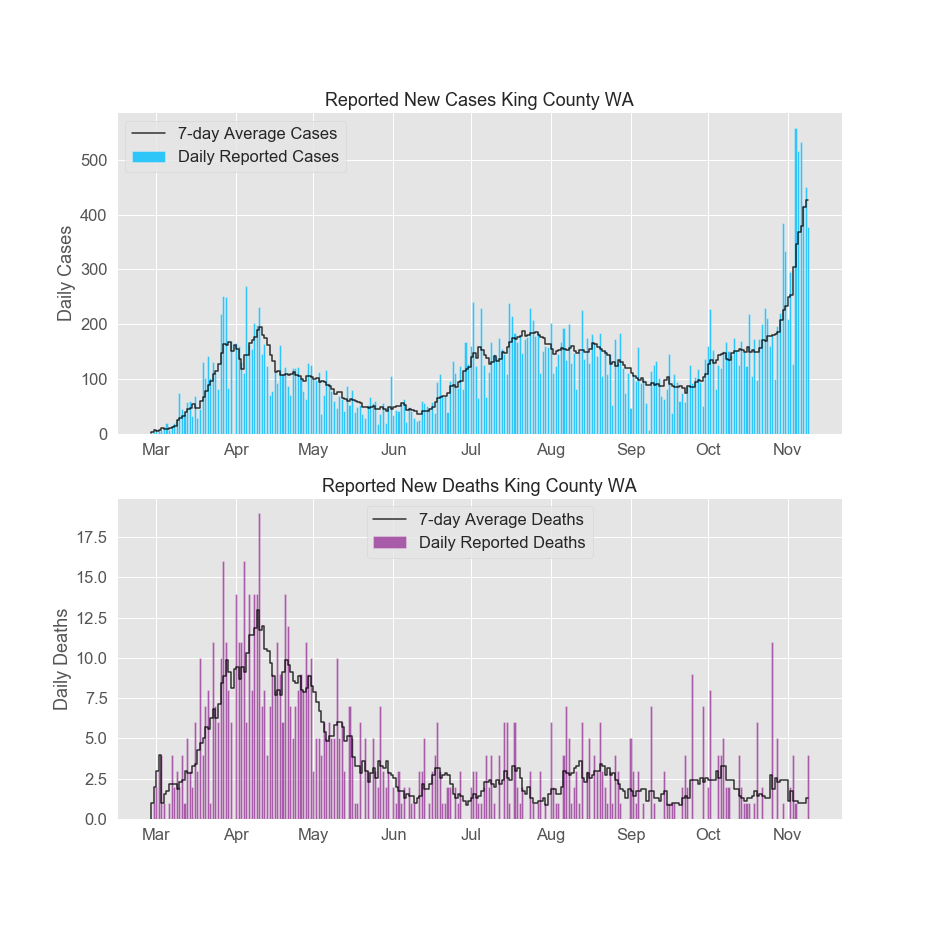 Reported New Cases King County WA
7-day Average Cases
Daily Reported Cases
Daily Cases
500
400
300
200
100
0
Mar Apr May Jun Jul Aug Sep Oct Nov
Reported New Deaths King County WA
7-day Average Deaths
Daily Reported Deaths
Daily Deaths
17.5
15.0
12.5
10.0
7.5
5.0
2.5
0.0
Mar Apr May Jun Jul Aug Sep Oct Nov